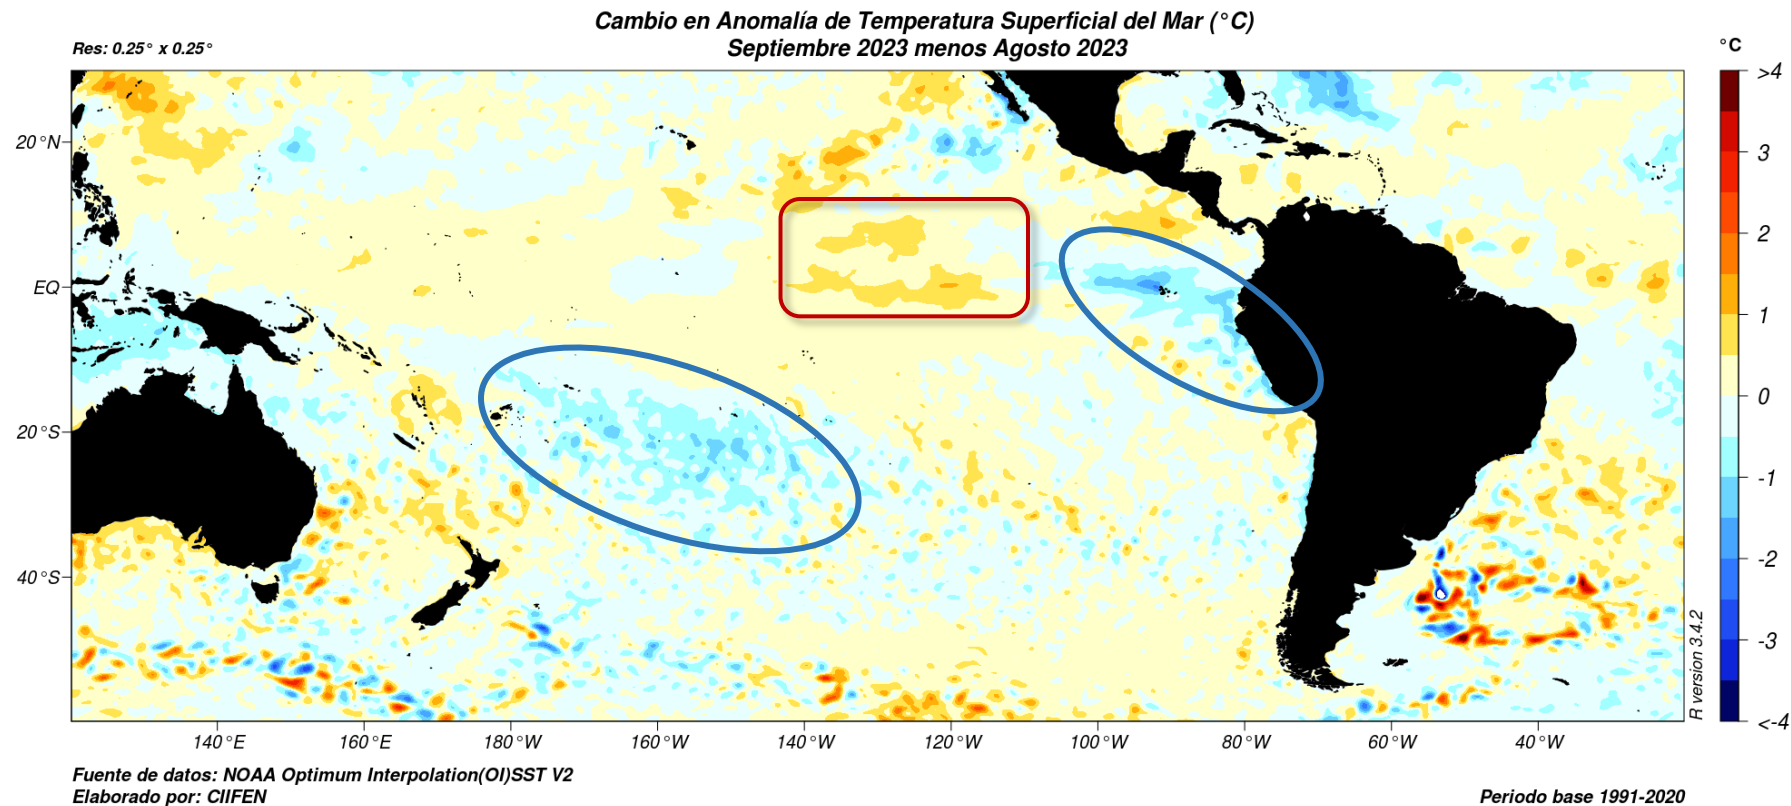 Cambio en Anomalía de Temperatura Superficial del Mar (°C)
Septiembre 2023 menos Agosto 2023
Res: 0.25° x 0.25°
°C
>4
3
2
1
0
-1
-2
-3
<-4
20°N
EQ
20°S
40°S
140°E
160°E
180°W
160°W
140°W
120°W
100°W
80°W
60°W
40°W
R version 3.4.2
Fuente de datos: NOAA Optimum Interpolation(OI)SST V2
Elaborado por: CIIFEN
Periodo base 1991-2020